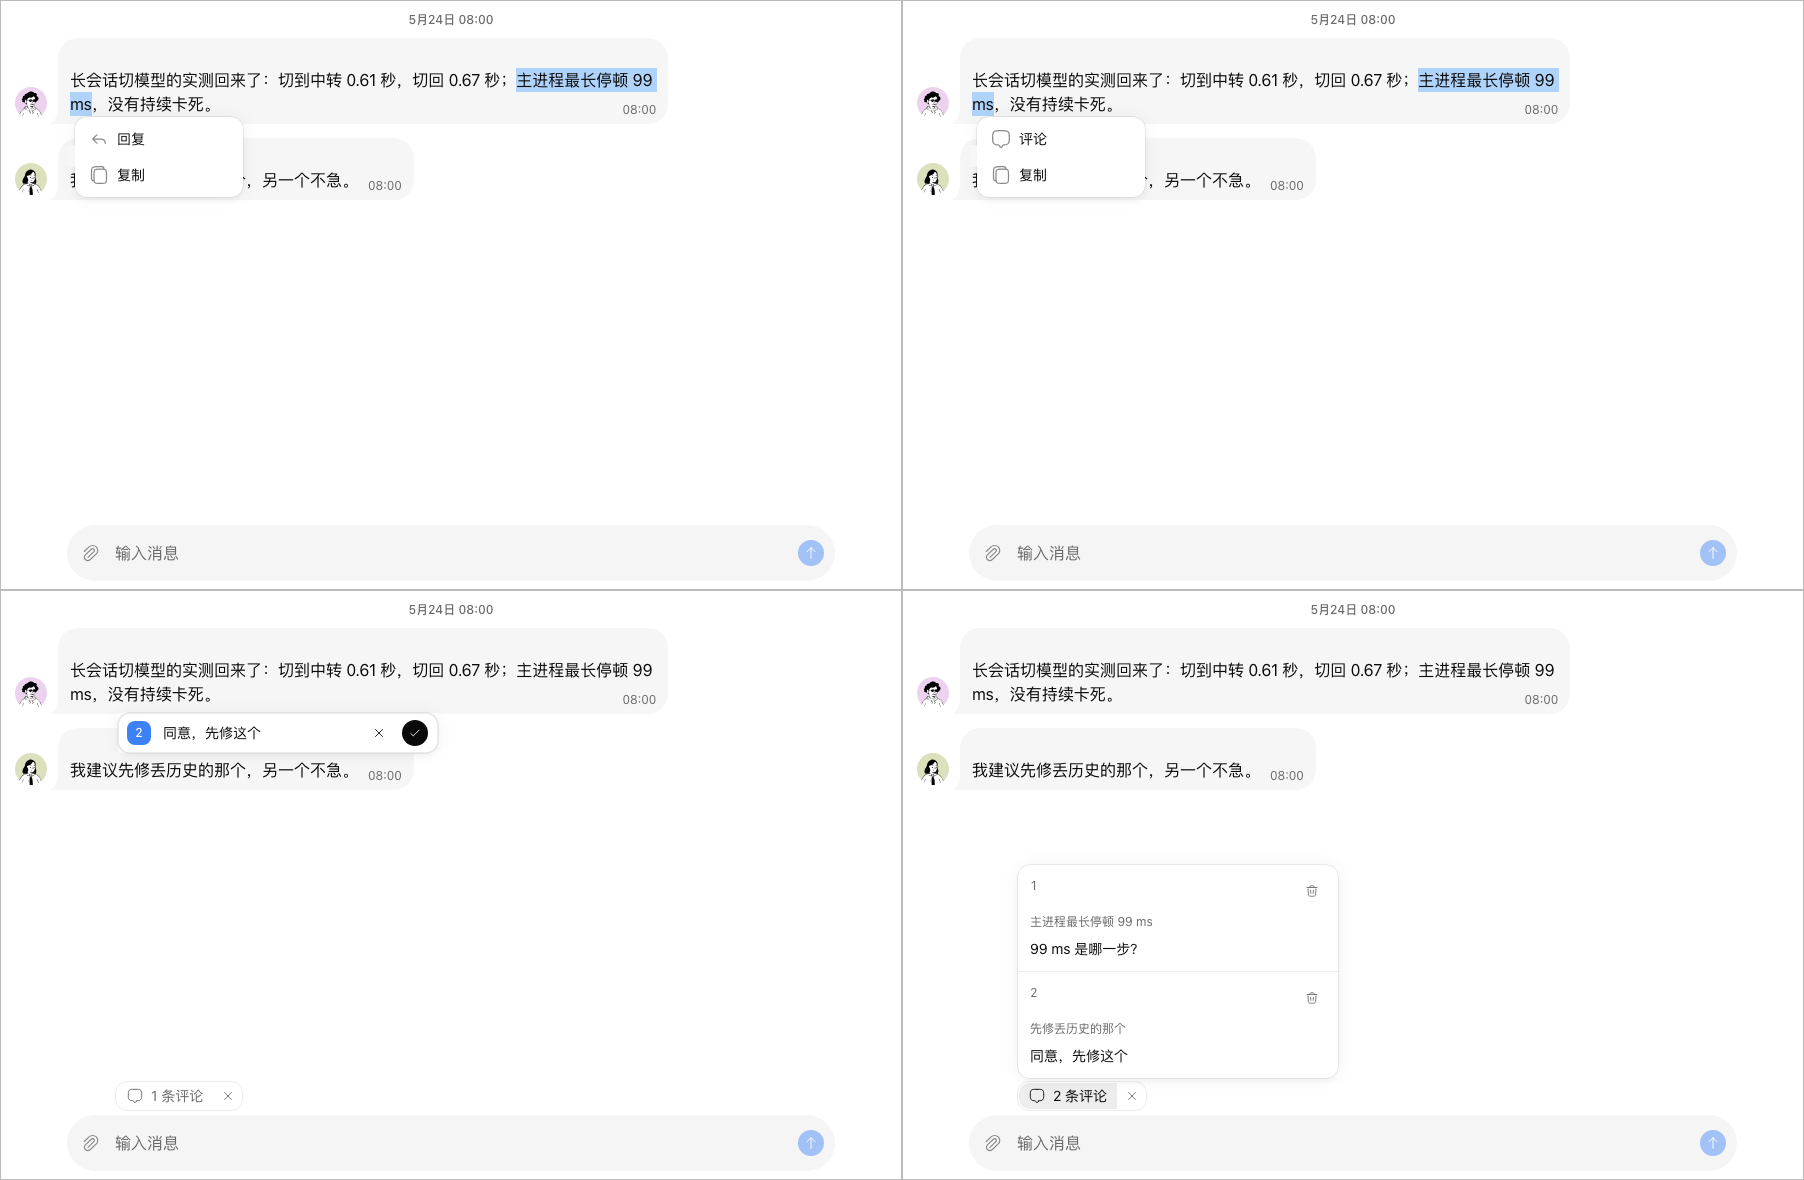 5月24日 08:00
长会话切模型的实测回来了：切到中转 0.61 秒，切回 0.67 秒；主进程最长停顿 99
ms，没有持续卡死。
08:00
回复
复制
，另一个不急。
08:00
输入消息
5月24日 08:00
长会话切模型的实测回来了：切到中转 0.61 秒，切回 0.67 秒；主进程最长停顿 99
ms，没有持续卡死。
08:00
评论
复制
，另一个不急。
08:00
输入消息
5月24日 08:00
长会话切模型的实测回来了：切到中转 0.61 秒，切回 0.67 秒；主进程最长停顿 99
ms，没有持续卡死。
08:00
2 同意，先修这个
我建议先修丢历史的那个，另一个不急。
08:00
1 条评论
输入消息
5月24日 08:00
长会话切模型的实测回来了：切到中转 0.61 秒，切回 0.67 秒；主进程最长停顿 99
ms，没有持续卡死。
08:00
我建议先修丢历史的那个，另一个不急。
08:00
1
主进程最长停顿 99 ms
99 ms 是哪一步？
2
先修丢历史的那个
同意，先修这个
2 条评论
输入消息